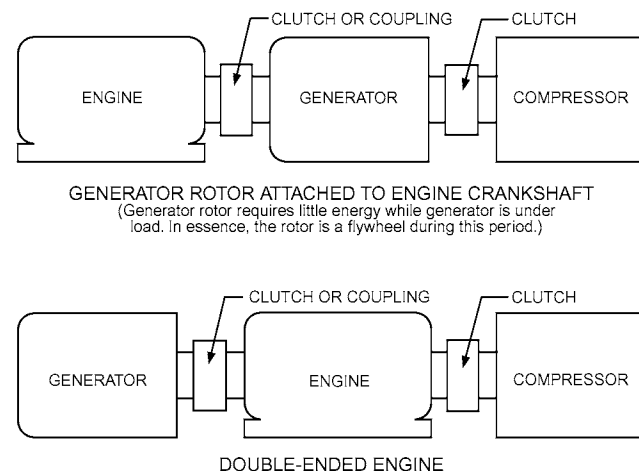 CLUTCH OR COUPLING
CLUTCH
ENGINE
GENERATOR
COMPRESSOR
GENERATOR ROTOR ATTACHED TO ENGINE CRANKSHAFT
(Generator rotor requires little energy while generator is under
load. In essence, the rotor is a flywheel during this period.)
CLUTCH OR COUPLING
CLUTCH
GENERATOR
ENGINE
COMPRESSOR
DOUBLE-ENDED ENGINE